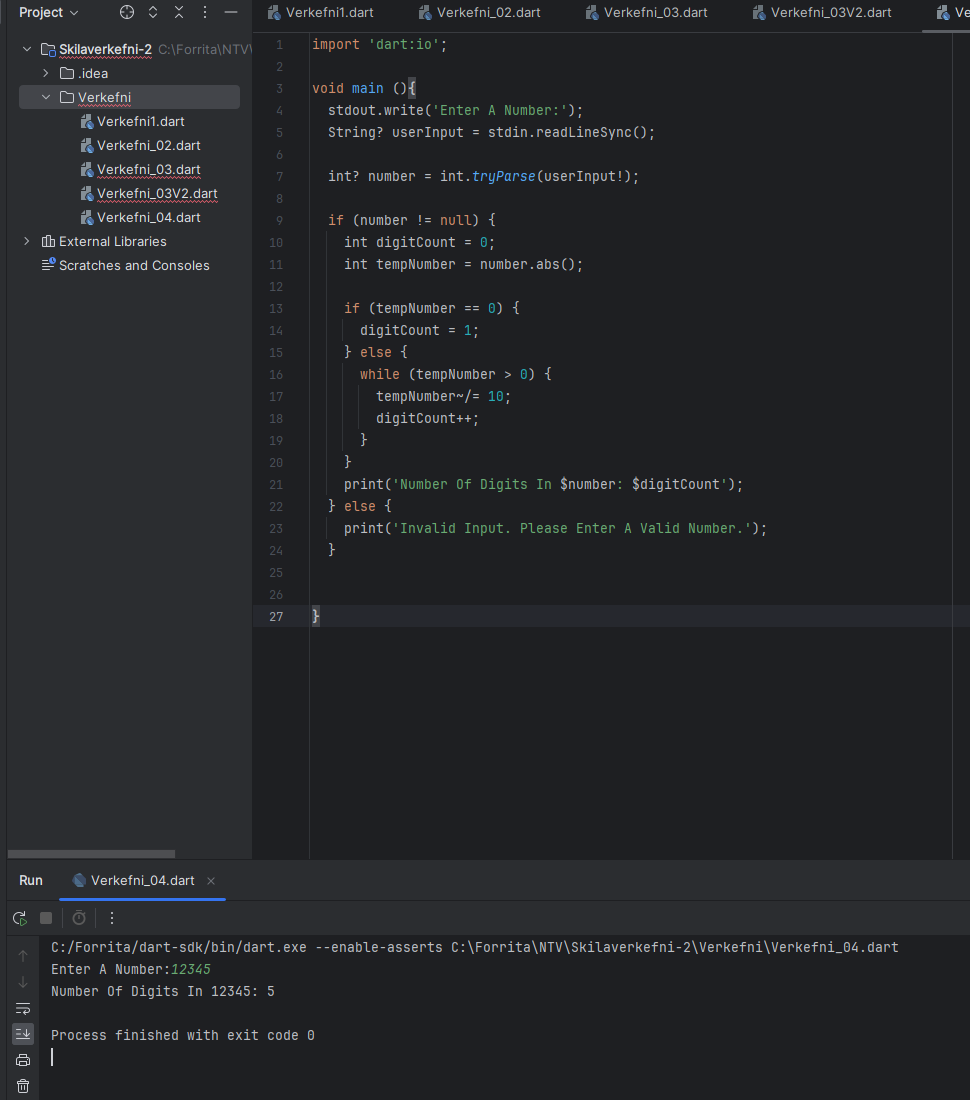 Project
Verkefni1.dart
Verkefni_02.dart
Verkefni_03.dart
Verkefni_03V2.dart
Ve
Skilaverkefni-2 C:\Forrita\NTV\
.idea
Verkefni
Verkefni1.dart
Verkefni_02.dart
Verkefni_03.dart
Verkefni_03V2.dart
Verkefni_04.dart
External Libraries
Scratches and Consoles
1 import 'dart:io';
2
3 void main (){
4 stdout.write('Enter A Number:');
5 String? userInput = stdin.readLineSync();
6
7 int? number = int.tryParse(userInput!);
8
9 if (number != null) {
10 int digitCount = 0;
11 int tempNumber = number.abs();
12
13 if (tempNumber == 0) {
14 digitCount = 1;
15 } else {
16 while (tempNumber > 0) {
17 tempNumber~/= 10;
18 digitCount++;
19 }
20 }
21 print('Number Of Digits In $number: $digitCount');
22 } else {
23 print('Invalid Input. Please Enter A Valid Number.');
24 }
25
26
27 }
Run
Verkefni_04.dart
C:/Forrita/dart-sdk/bin/dart.exe --enable-asserts C:\Forrita\NTV\Skilaverkefni-2\Verkefni\Verkefni_04.dart
Enter A Number:12345
Number Of Digits In 12345: 5
Process finished with exit code 0